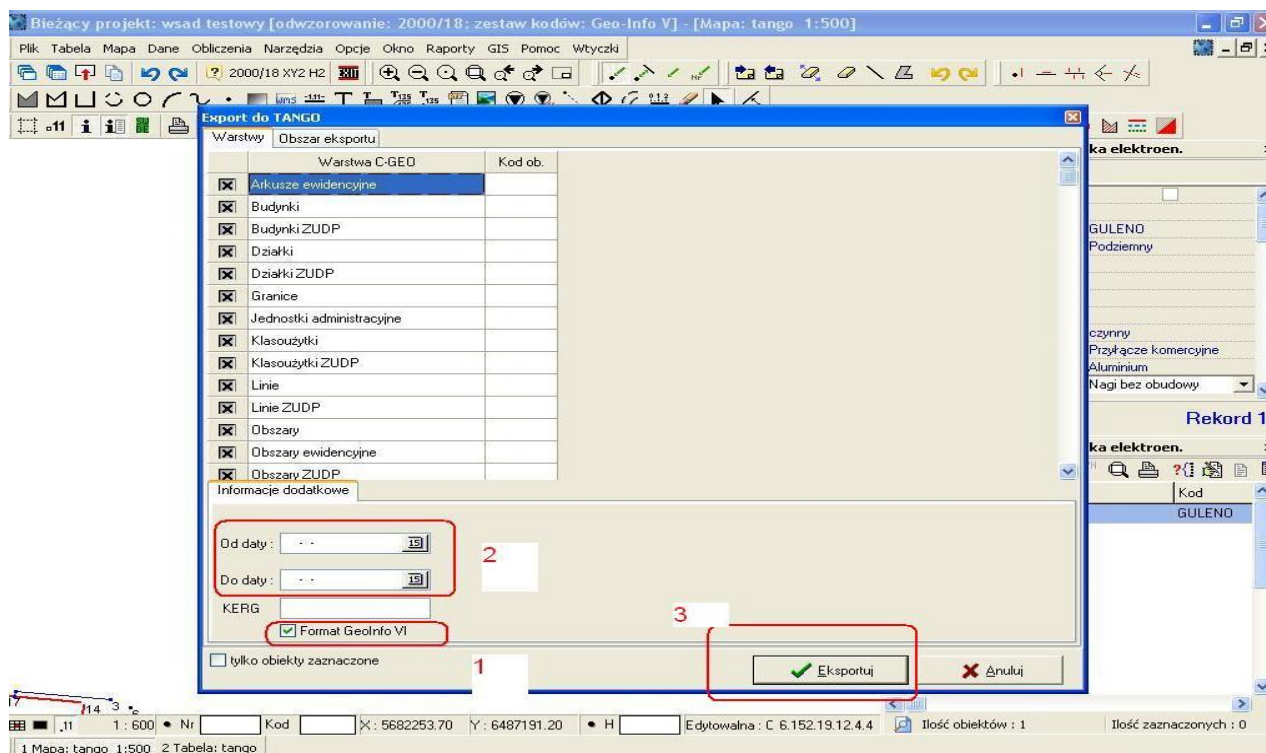 Bieżący projekt: wsad testowy [odwzorowanie: 2000/18; zestaw kodów: Geo-Info V] - [Mapa: tango 1:500]
Plik Tabela Mapa Dane Obliczenia Narzędzia Opcje Okno Raporty GIS Pomoc Wtyczki
2000/18 XY2 H2
Export do TANGO
Warstwy Obszar eksportu
ka elektroen.
Warstwa C-GEO Kod ob.
Arkusze ewidencyjne
Budynki
Budynki ZUDP
GULENO
Działki
Podziemny
Działki ZUDP
Granice
Jednostki administracyjne
czynny
Klasoużytki
Przyłącze komercyjne
Klasoużytki ZUDP
Aluminium
Linie
Nagi bez obudowy
Linie ZUDP
Rekord 1
Obszary
Obszary ewidencyjne
ka elektroen.
Obszary ZUDP
Informacje dodatkowe
Kod
GULENO
Od daty : - - 15
2
Do daty : - - 15
KERG
3
Format GeoInfo VI
tylko obiekty zaznaczone
1
Eksportuj
Anuluj
14 3
.11 1 : 600 Nr Kod X : 5682253.70 Y : 6487191.20 H Edytowalna : C 6.152.19.12.4.4 Ilość obiektów : 1 Ilość zaznaczonych : 0
1 Mapa: tango 1:500 2 Tabela: tango